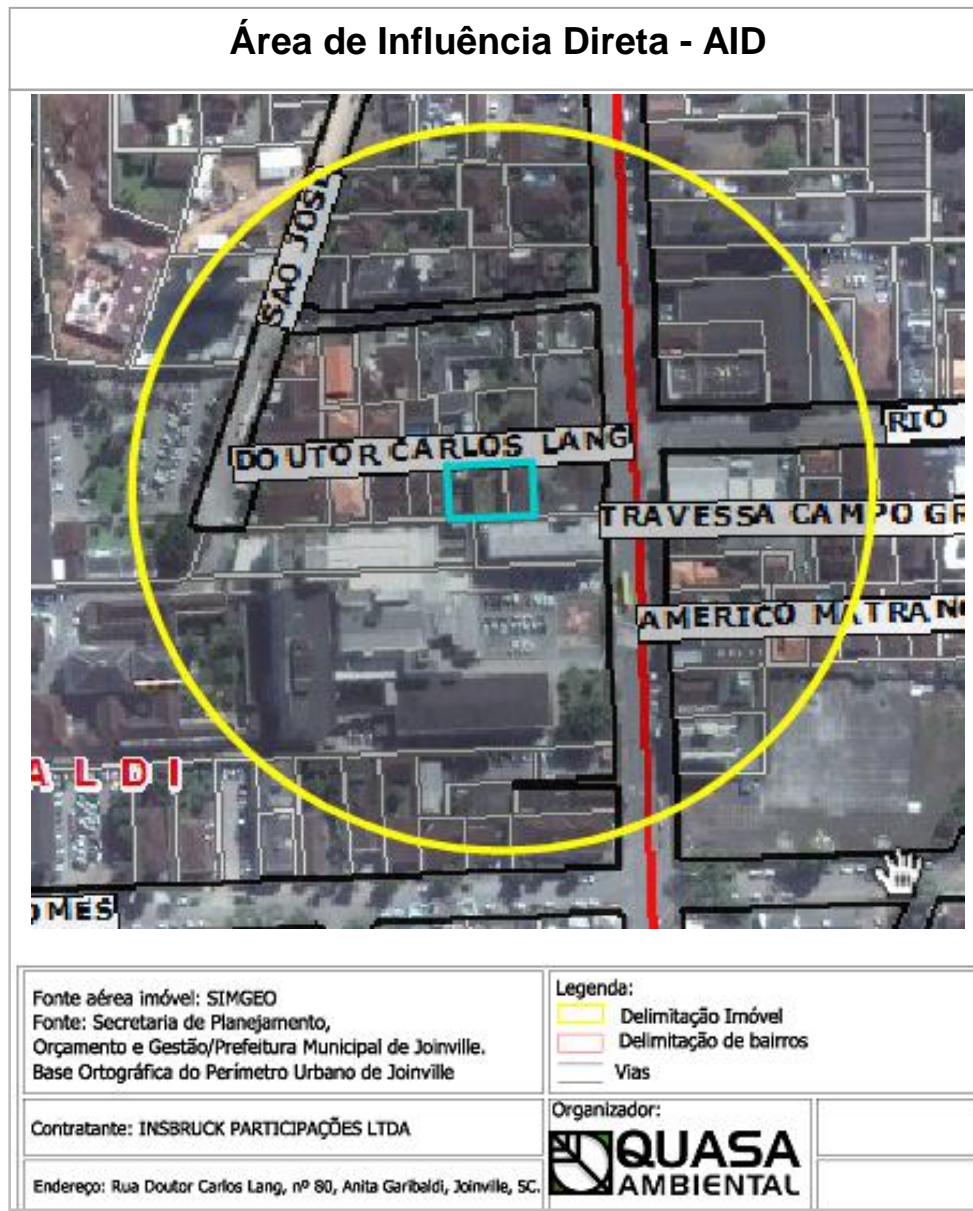 Área de Influência Direta - AID
SAO JOSE
RIO
DOUTOR CARLOS LANG
TRAVESSA CAMPO GR
AMERICO MATRANG
ALDI
OMES
Fonte aérea imóvel: SIMGEO
Fonte: Secretaria de Planejamento,
Orçamento e Gestão/Prefeitura Municipal de Joinville.
Base Ortográfica do Perímetro Urbano de Joinville
Legenda:
Delimitação Imóvel
Delimitação de bairros
Vias
Contratante: INSBRUCK PARTICIPAÇÕES LTDA
Organizador:
QUASA
AMBIENTAL
Endereço: Rua Doutor Carlos Lang, nº 80, Anita Garibaldi, Joinville, SC.